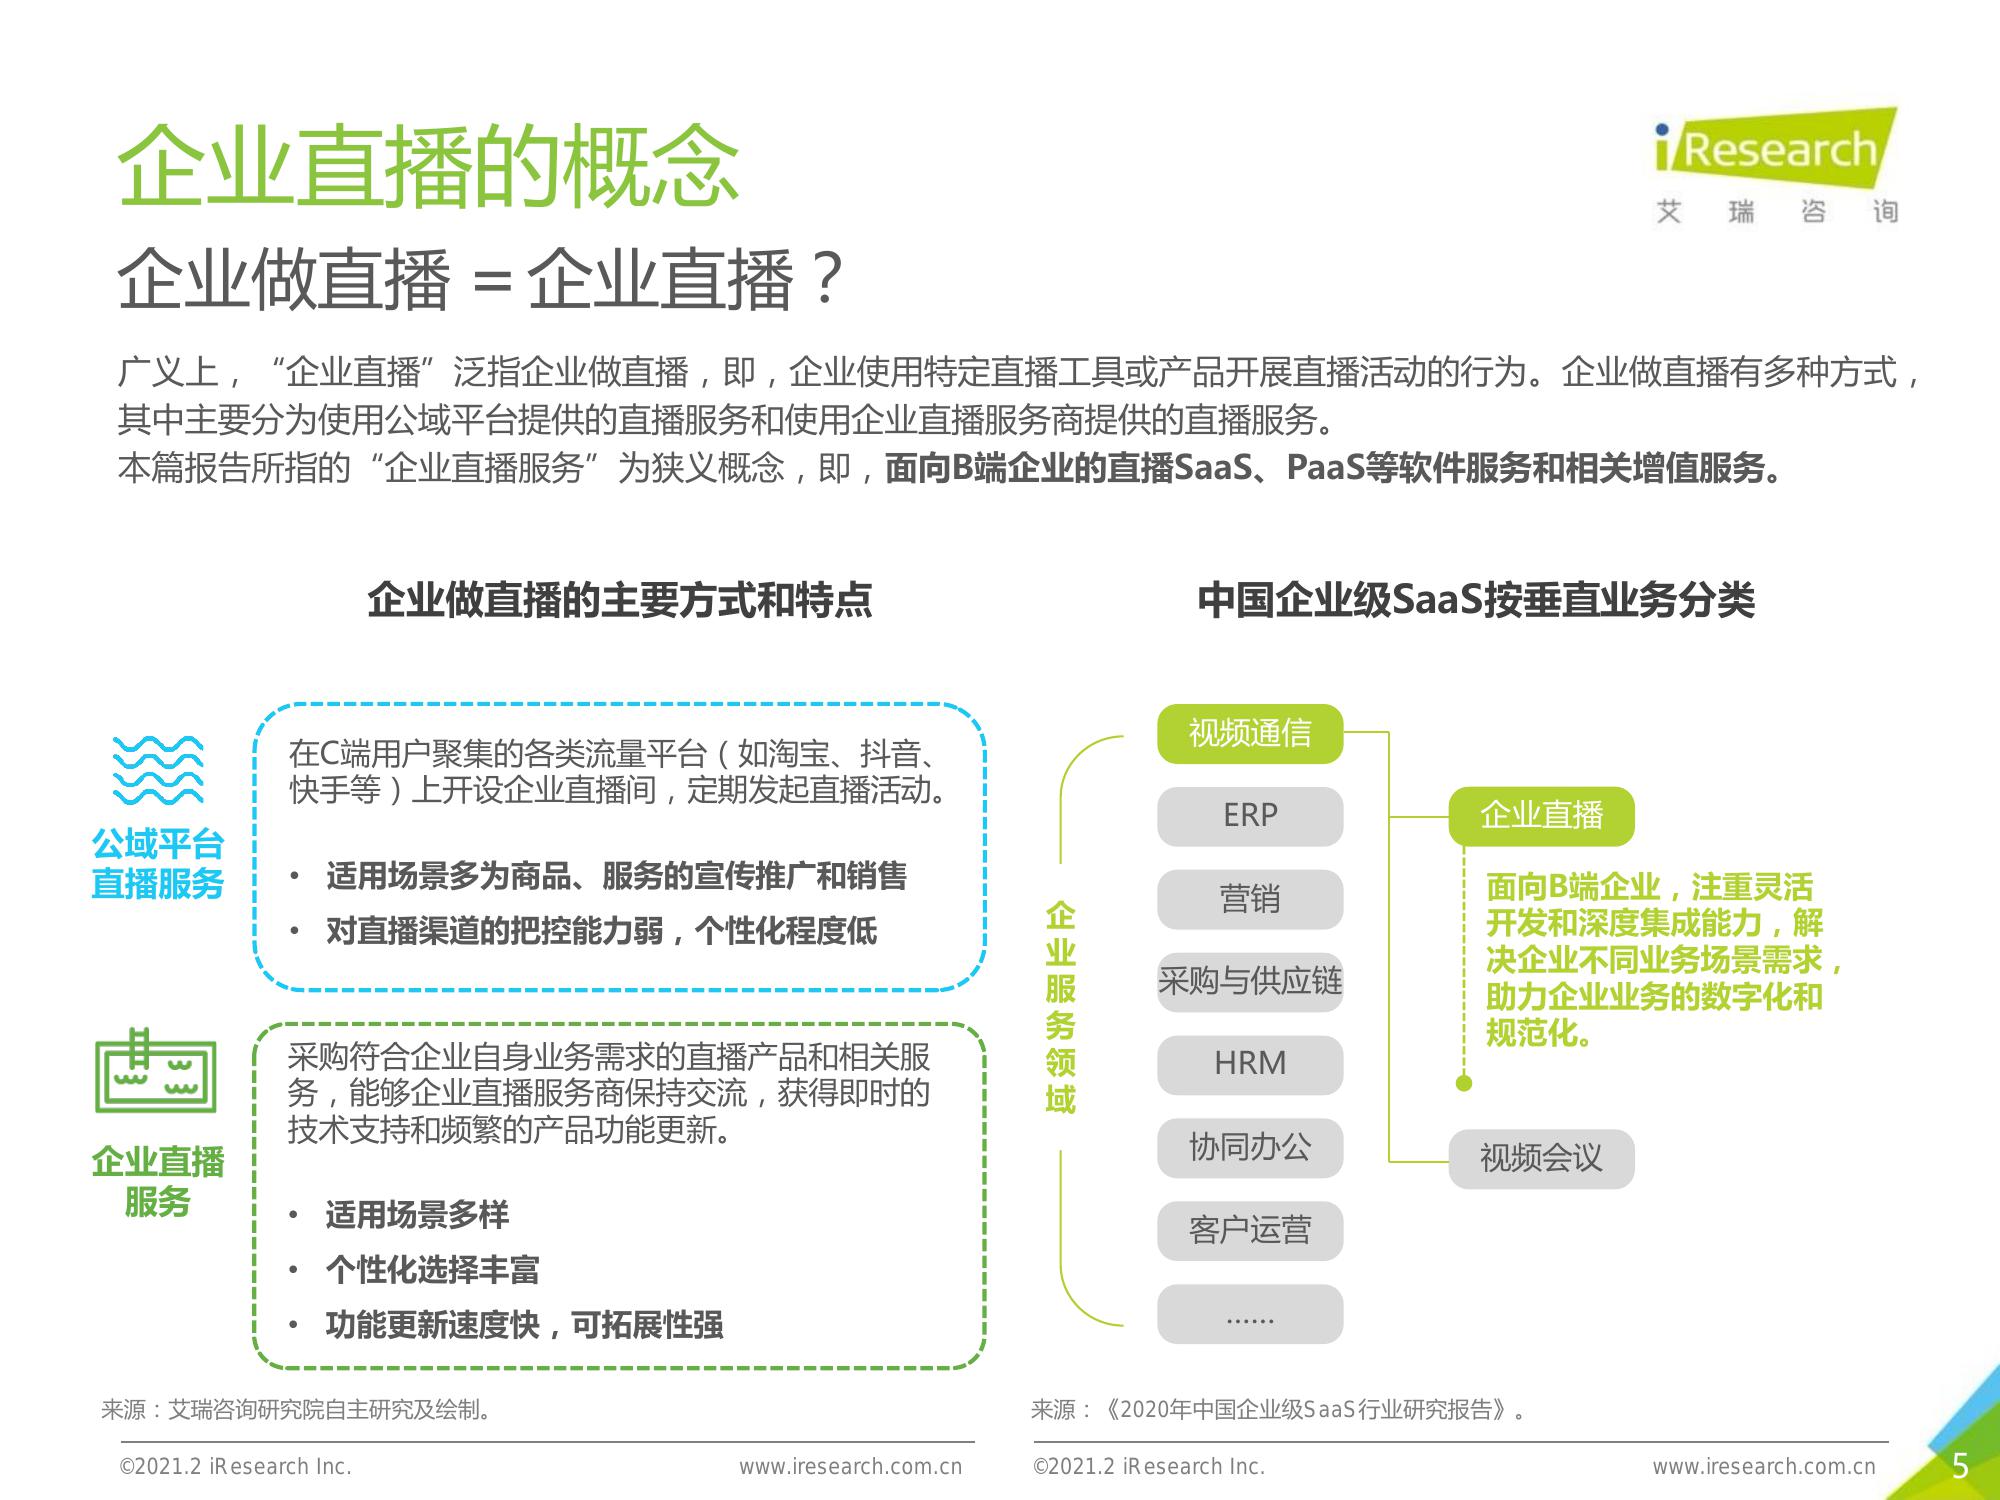 企业直播的概念
iResearch
艾瑞咨询
企业做直播 = 企业直播？
广义上，“企业直播”泛指企业做直播，即，企业使用特定直播工具或产品开展直播活动的行为。企业做直播有多种方式，
其中主要分为使用公域平台提供的直播服务和使用企业直播服务商提供的直播服务。
本篇报告所指的“企业直播服务”为狭义概念，即，面向B端企业的直播SaaS、PaaS等软件服务和相关增值服务。
企业做直播的主要方式和特点
公域平台
直播服务
在C端用户聚集的各类流量平台（如淘宝、抖音、
快手等）上开设企业直播间，定期发起直播活动。
• 适用场景多为商品、服务的宣传推广和销售
• 对直播渠道的把控能力弱，个性化程度低
企业直播
服务
采购符合企业自身业务需求的直播产品和相关服
务，能够企业直播服务商保持交流，获得即时的
技术支持和频繁的产品功能更新。
• 适用场景多样
• 个性化选择丰富
• 功能更新速度快，可拓展性强
来源：艾瑞咨询研究院自主研究及绘制。
中国企业级SaaS按垂直业务分类
企业服务领域
视频通信
ERP
营销
采购与供应链
HRM
协同办公
客户运营
……
企业直播
面向B端企业，注重灵活
开发和深度集成能力，解
决企业不同业务场景需求，
助力企业业务的数字化和
规范化。
视频会议
来源：《2020年中国企业级SaaS行业研究报告》。
©2021.2 iResearch Inc.
www.iresearch.com.cn
©2021.2 iResearch Inc.
www.iresearch.com.cn
5